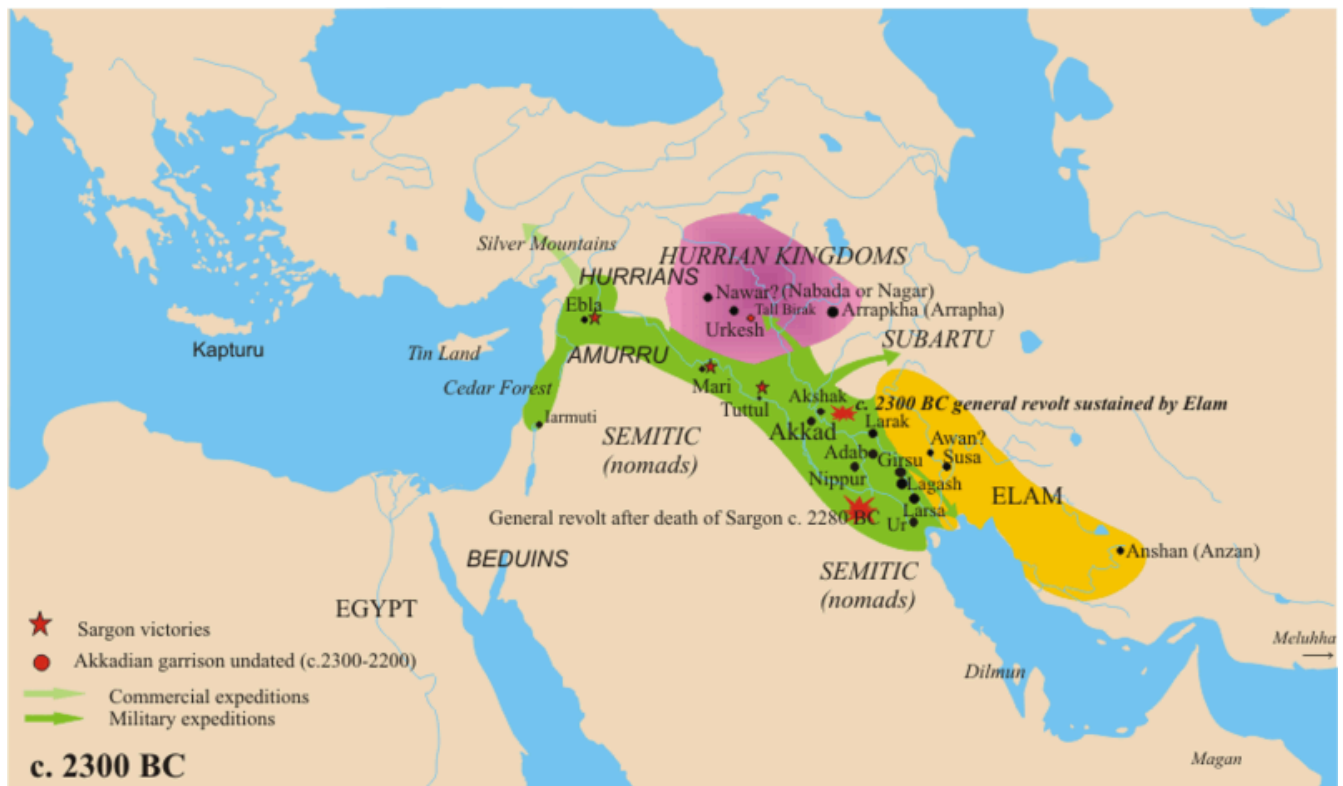 Silver Mountains
HURRIAN KINGDOMS
HURRIANS
Nawar? (Nabada or Nagar)
Ebla
Tall Birak
Arrapkha (Arrapha)
Urkesh
SUBARTU
Kapturu
Tin Land
AMURRU
Cedar Forest
Mari
Tuttul
Akshak
c. 2300 BC general revolt sustained by Elam
Iarmuti
Akkad
Larak
SEMITIC
(nomads)
Awan?
Adab
Girsu
Susa
Nippur
Lagash
ELAM
Larsa
General revolt after death of Sargon c. 2280 BC
Ur
Anshan (Anzan)
BEDUINS
SEMITIC
(nomads)
EGYPT
Sargon victories
Meluhha
Akkadian garrison undated (c.2300-2200)
Dilmun
Commercial expeditions
Military expeditions
Magan
c. 2300 BC